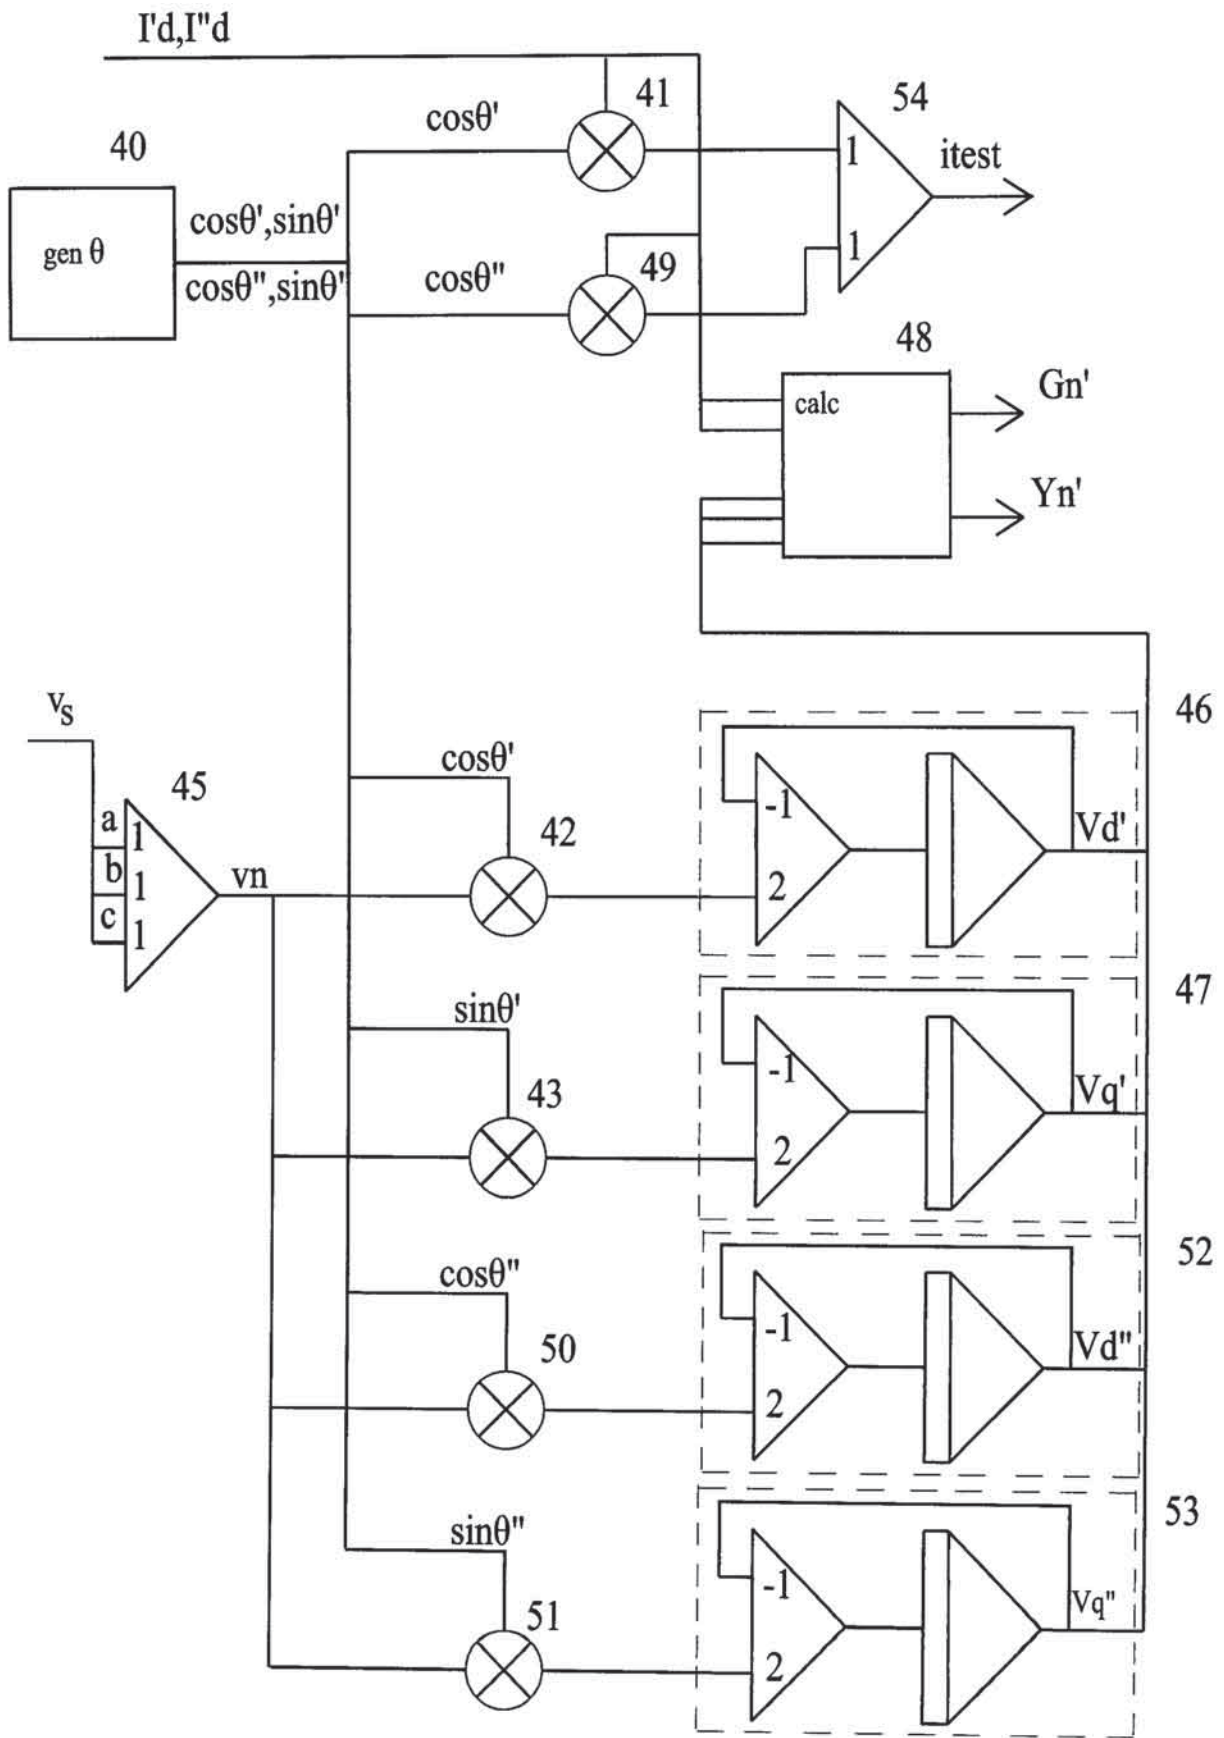 I'd,I"d
41
54
cosθ'
1
itest
40
cosθ',sinθ'
gen θ
cosθ",sinθ'
cosθ"
49
1
48
calc
Gn'
Yn'
vs
46
cosθ'
45
a
1
-1
Vd'
42
b
1
vn
2
c
1
47
sinθ'
-1
Vq'
43
2
52
cosθ"
-1
Vd"
50
2
53
sinθ"
-1
Vq"
51
2